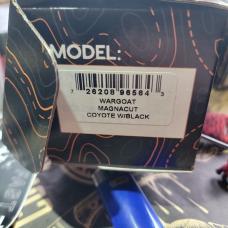 MODEL:
7 26208 96564 3
WARGOAT
MAGNACUT
COYOTE W/BLACK